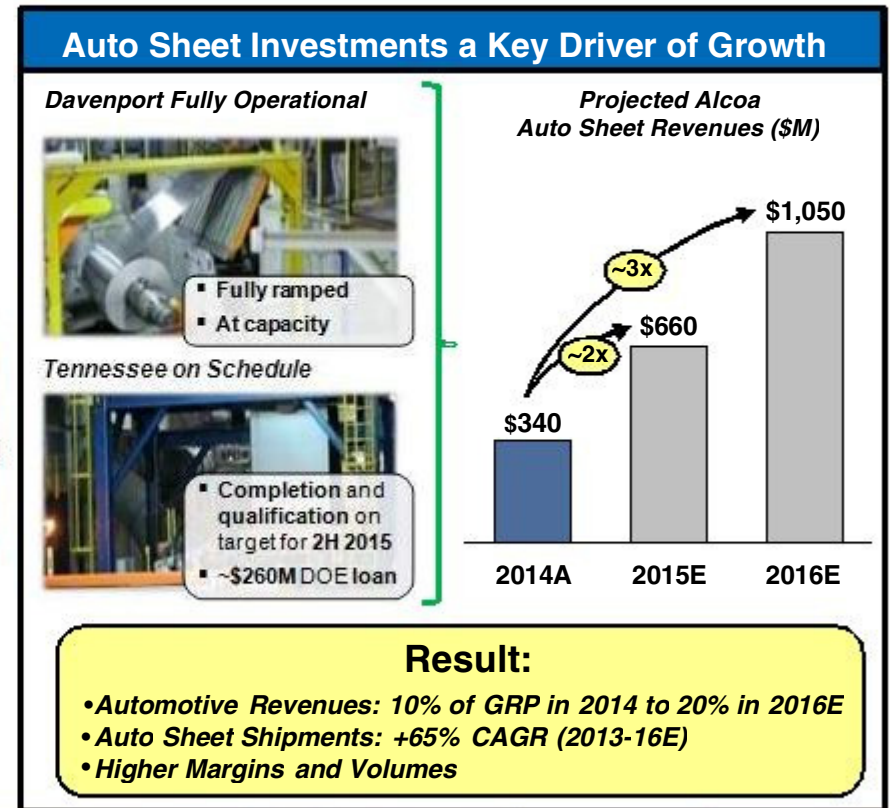 Auto Sheet Investments a Key Driver of Growth
Davenport Fully Operational
▪ Fully ramped
▪ At capacity
Tennessee on Schedule
▪ Completion and
qualification on
target for 2H 2015
▪ ~$260M DOE loan
Projected Alcoa
Auto Sheet Revenues ($M)
$1,050
~3x
$660
~2x
$340
2014A 2015E 2016E
Result:
•Automotive Revenues: 10% of GRP in 2014 to 20% in 2016E
•Auto Sheet Shipments: +65% CAGR (2013-16E)
•Higher Margins and Volumes